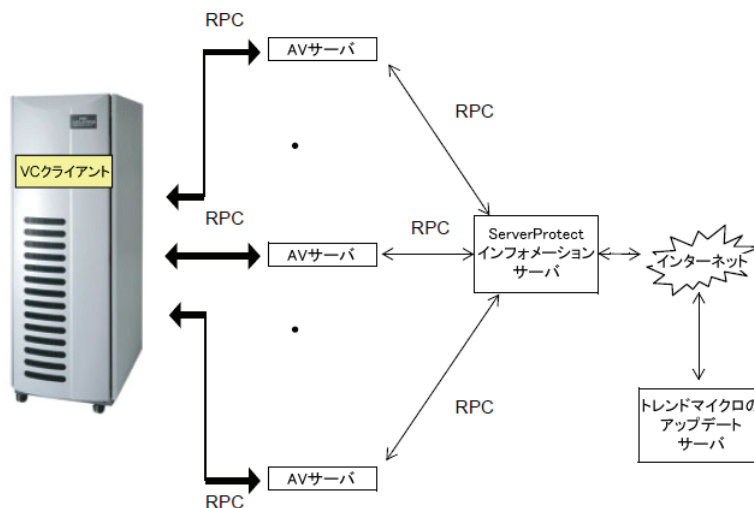 RPC
AVサーバ
RPC
VCクライアント
RPC
AVサーバ
RPC
ServerProtect
インフォメーション
サーバ
インターネット
RPC
トレンドマイクロの
アップデート
サーバ
AVサーバ
RPC